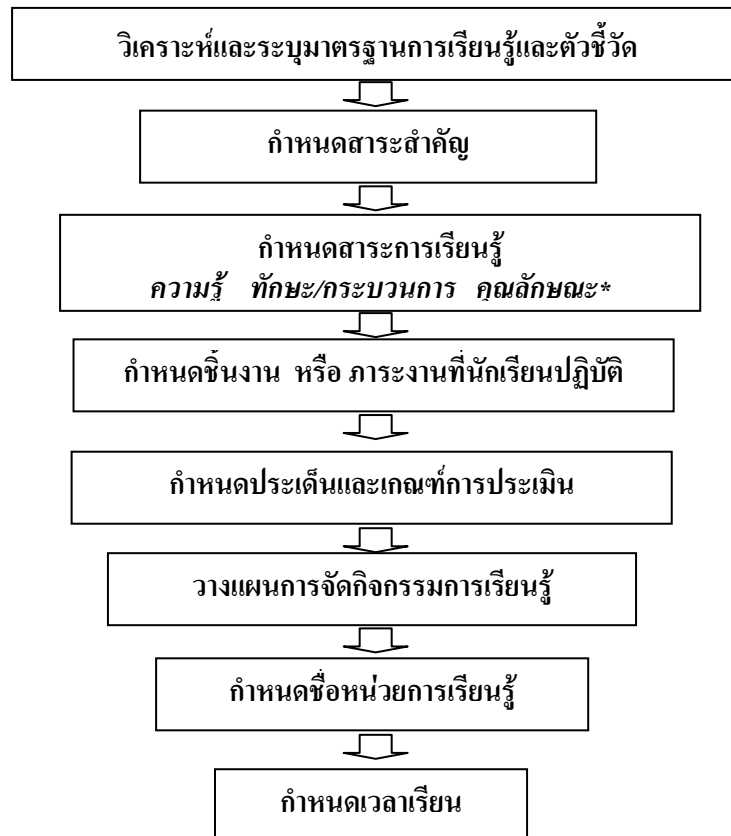 วิเคราะห์และระบุมาตรฐานการเรียนรู้และตัวชี้วัด
กำหนดสาระสำคัญ
กำหนดสาระการเรียนรู้
ความรู้ ทักษะ/กระบวนการ คุณลักษณะ*
กำหนดชิ้นงาน หรือ ภาระงานที่นักเรียนปฏิบัติ
กำหนดประเด็นและเกณฑ์การประเมิน
วางแผนการจัดกิจกรรมการเรียนรู้
กำหนดชื่อหน่วยการเรียนรู้
กำหนดเวลาเรียน